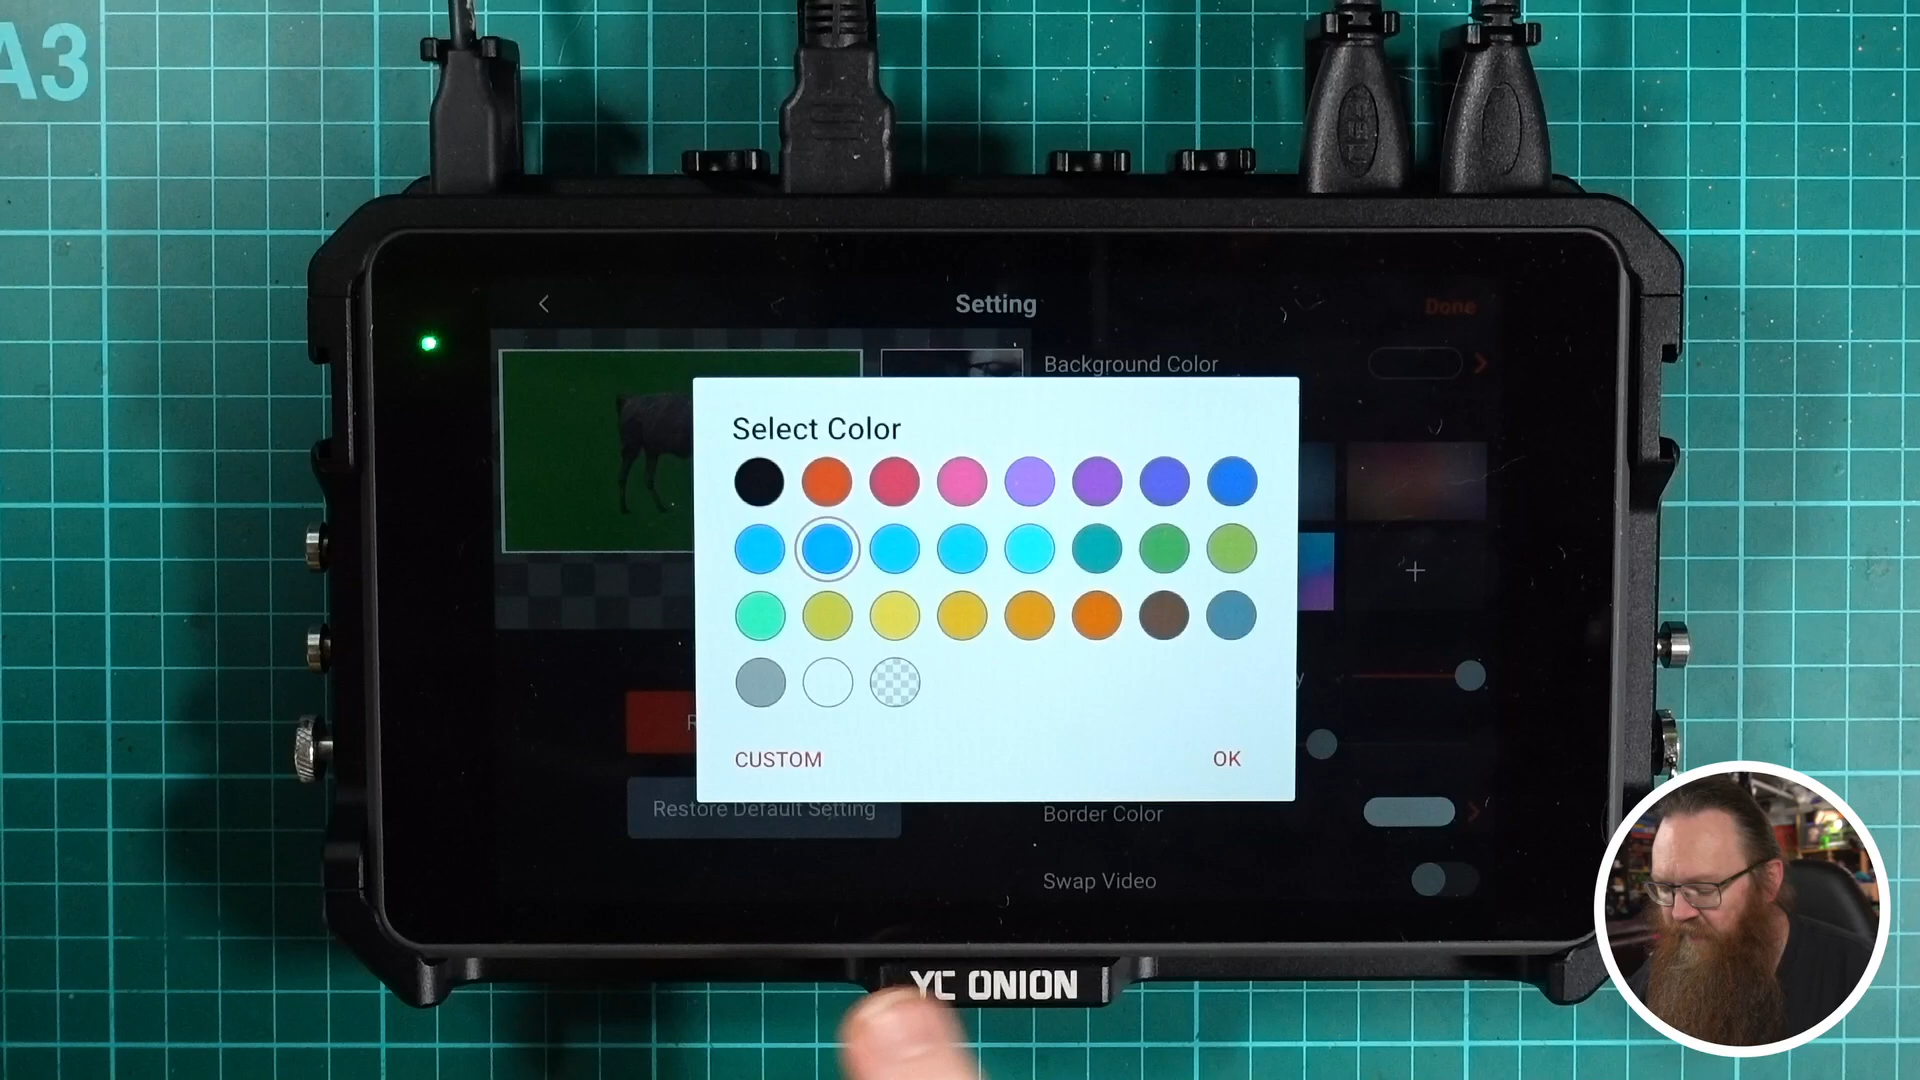 A3
Setting
Done
Background Color
Select Color
CUSTOM
OK
Restore Default Setting
Border Color
Swap Video
YC ONION